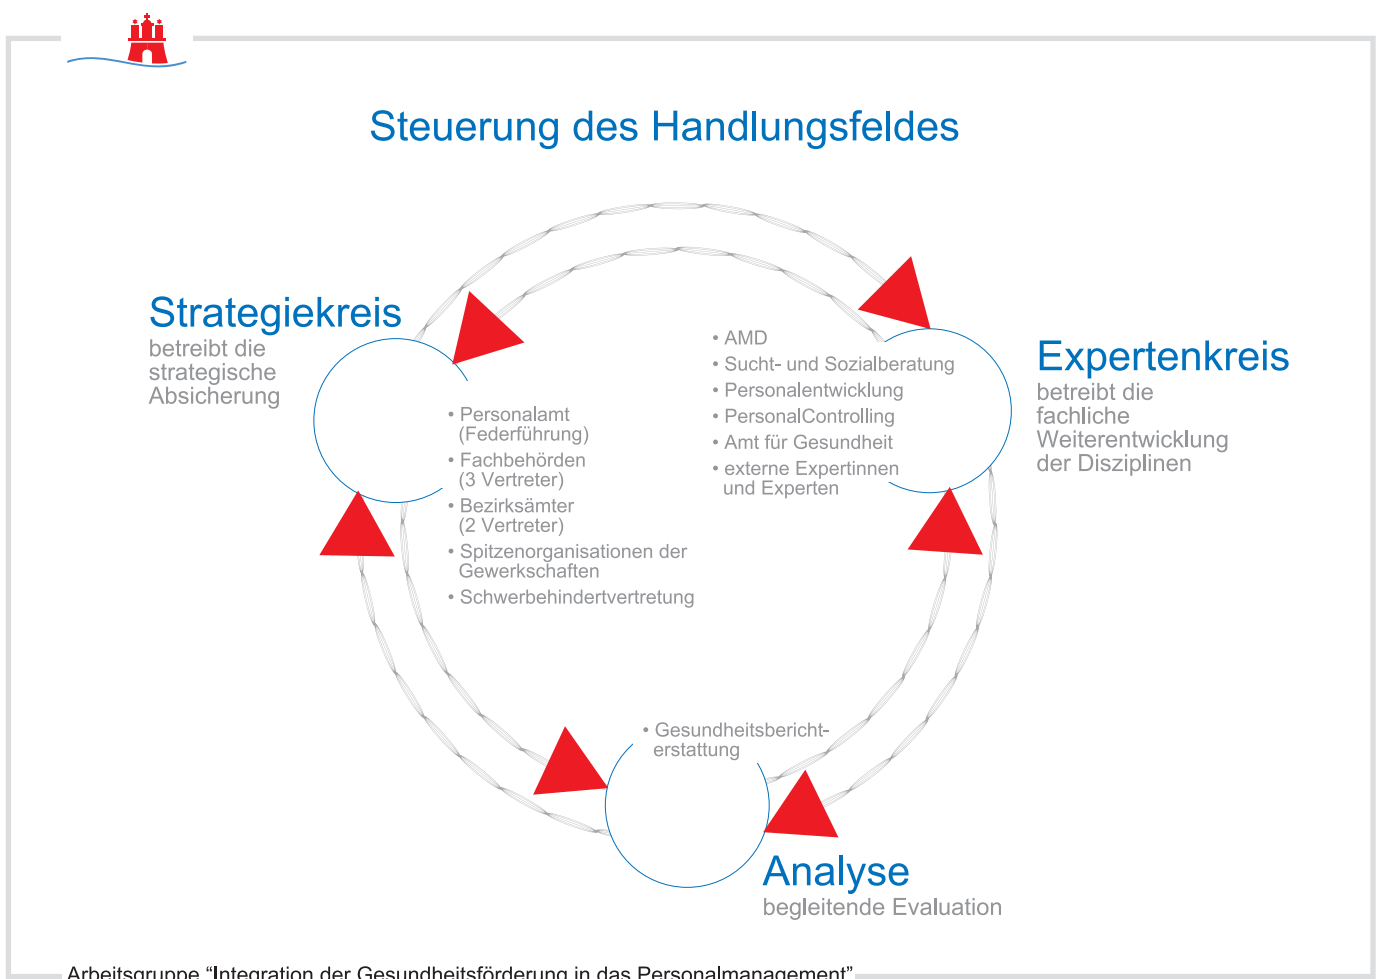 Steuerung des Handlungsfeldes
Strategiekreis
betreibt die
strategische
Absicherung
• Personalamt
(Federführung)
• Fachbehörden
(3 Vertreter)
• Bezirksämter
(2 Vertreter)
• Spitzenorganisationen der
Gewerkschaften
• Schwerbehindertvertretung
• AMD
• Sucht- und Sozialberatung
• Personalentwicklung
• PersonalControlling
• Amt für Gesundheit
• externe Expertinnen
und Experten
Expertenkreis
betreibt die
fachliche
Weiterentwicklung
der Disziplinen
• Gesundheitsbericht-
erstattung
Analyse
begleitende Evaluation
Arbeitsgruppe “Integration der Gesundheitsförderung in das Personalmanagement”